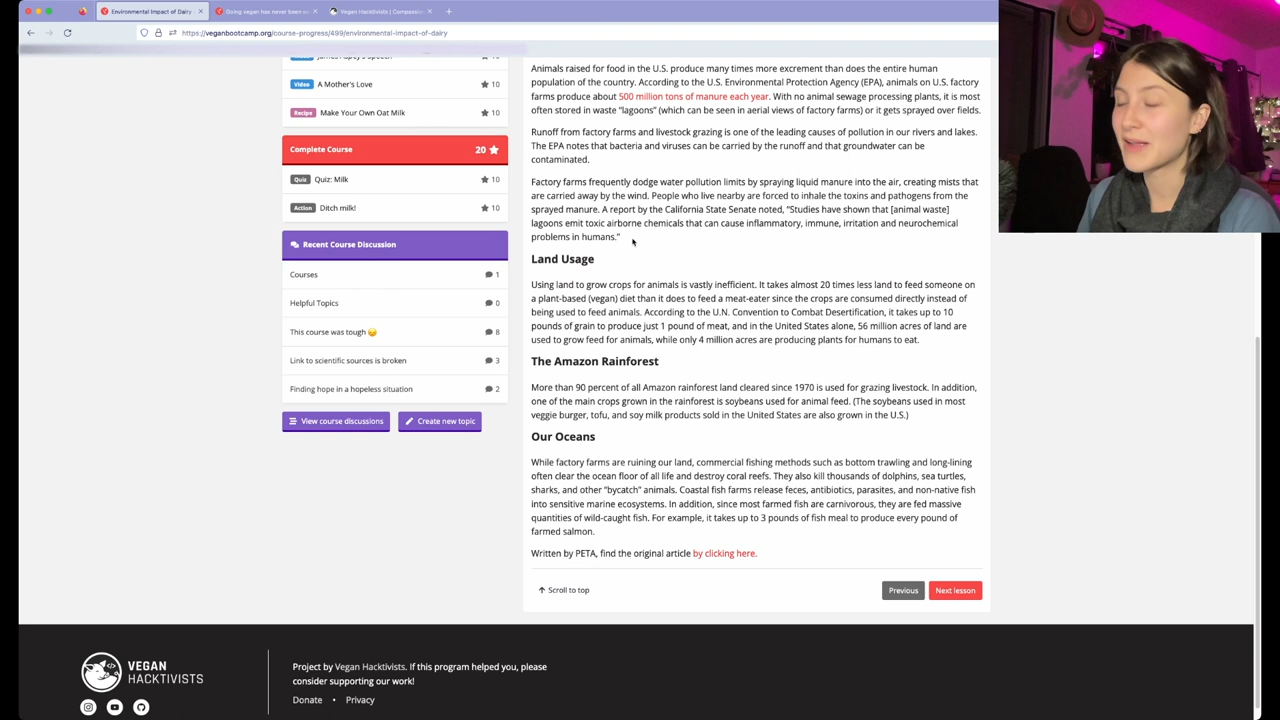 Environmental Impact of Dairy
Going vegan has never been e
Vegan Hacktivists | Compassion
https://veganbootcamp.org/course-progress/499/environmental-impact-of-dairy
Video A Mother's Love 10
Recipe Make Your Own Oat Milk 10
Complete Course 20
Quiz Quiz: Milk 10
Action Ditch milk! 10
Recent Course Discussion
Courses 1
Helpful Topics 0
This course was tough 😔 8
Link to scientific sources is broken 3
Finding hope in a hopeless situation 2
View course discussions Create new topic
Animals raised for food in the U.S. produce many times more excrement than does the entire human
population of the country. According to the U.S. Environmental Protection Agency (EPA), animals on U.S. factory
farms produce about 500 million tons of manure each year. With no animal sewage processing plants, it is most
often stored in waste "lagoons" (which can be seen in aerial views of factory farms) or it gets sprayed over fields.
Runoff from factory farms and livestock grazing is one of the leading causes of pollution in our rivers and lakes.
The EPA notes that bacteria and viruses can be carried by the runoff and that groundwater can be
contaminated.
Factory farms frequently dodge water pollution limits by spraying liquid manure into the air, creating mists that
are carried away by the wind. People who live nearby are forced to inhale the toxins and pathogens from the
sprayed manure. A report by the California State Senate noted, "Studies have shown that [animal waste]
lagoons emit toxic airborne chemicals that can cause inflammatory, immune, irritation and neurochemical
problems in humans."
Land Usage
Using land to grow crops for animals is vastly inefficient. It takes almost 20 times less land to feed someone on
a plant-based (vegan) diet than it does to feed a meat-eater since the crops are consumed directly instead of
being used to feed animals. According to the U.N. Convention to Combat Desertification, it takes up to 10
pounds of grain to produce just 1 pound of meat, and in the United States alone, 56 million acres of land are
used to grow feed for animals, while only 4 million acres are producing plants for humans to eat.
The Amazon Rainforest
More than 90 percent of all Amazon rainforest land cleared since 1970 is used for grazing livestock. In addition,
one of the main crops grown in the rainforest is soybeans used for animal feed. (The soybeans used in most
veggie burger, tofu, and soy milk products sold in the United States are also grown in the U.S.)
Our Oceans
While factory farms are ruining our land, commercial fishing methods such as bottom trawling and long-lining
often clear the ocean floor of all life and destroy coral reefs. They also kill thousands of dolphins, sea turtles,
sharks, and other "bycatch" animals. Coastal fish farms release feces, antibiotics, parasites, and non-native fish
into sensitive marine ecosystems. In addition, since most farmed fish are carnivorous, they are fed massive
quantities of wild-caught fish. For example, it takes up to 3 pounds of fish meal to produce every pound of
farmed salmon.
Written by PETA, find the original article by clicking here.
Scroll to top Previous Next lesson
VEGAN
HACKTIVISTS
Project by Vegan Hacktivists. If this program helped you, please
consider supporting our work!
Donate • Privacy